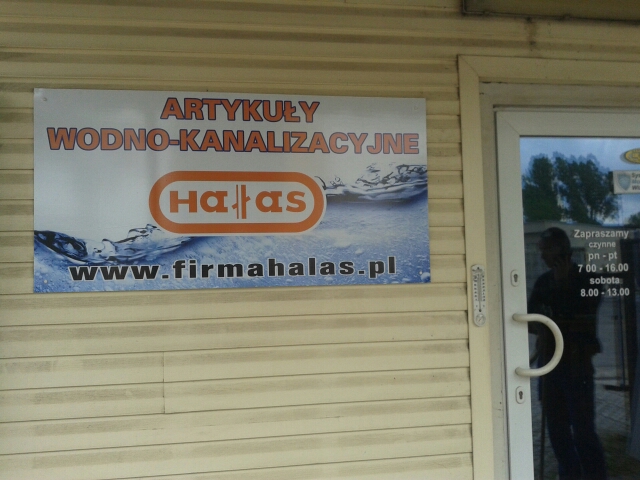 ARTYKUŁY
WODNO-KANALIZACYJNE
Hałas
www.firmahalas.pl
Zapraszamy
czynne
pn - pt
7 00 - 16.00
sobota
8.00 - 13.00